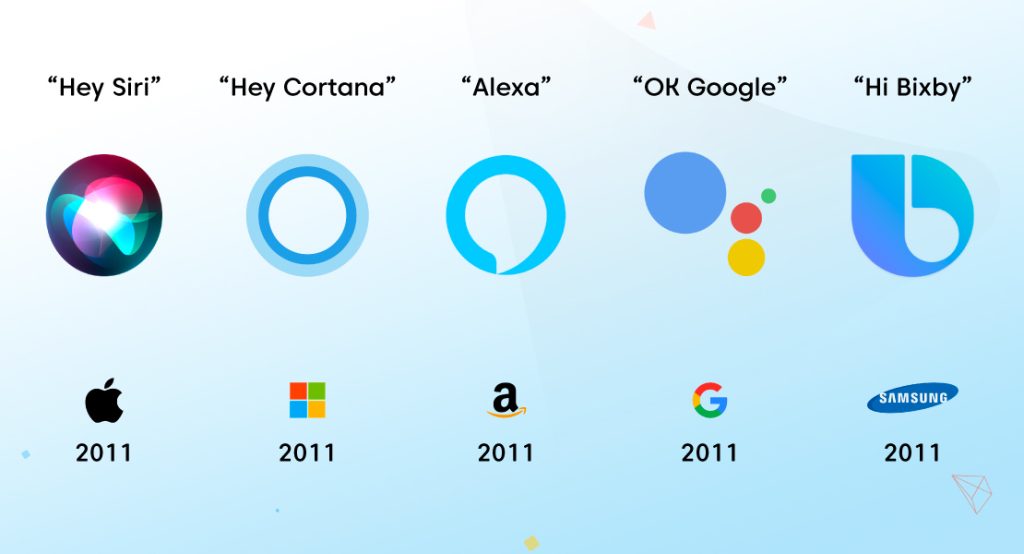 “Hey Siri” “Hey Cortana” “Alexa” “OK Google” “Hi Bixby”
a G SAMSUNG
2011 2011 2011 2011 2011